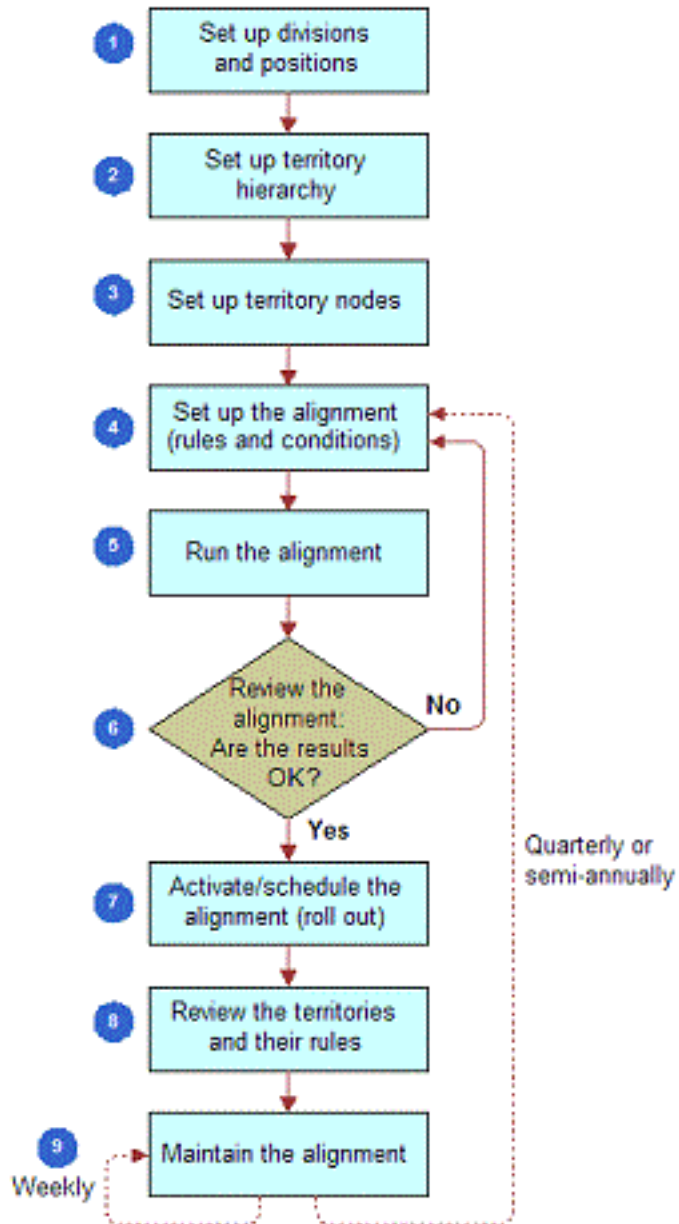 1
Set up divisions
and positions
2
Set up territory
hierarchy
3
Set up territory nodes
4
Set up the alignment
(rules and conditions)
5
Run the alignment
6
Review the
alignment:
Are the results
OK?
No
Yes
Quarterly or
semi-annually
7
Activate/schedule the
alignment (roll out)
8
Review the territories
and their rules
9
Weekly
Maintain the alignment